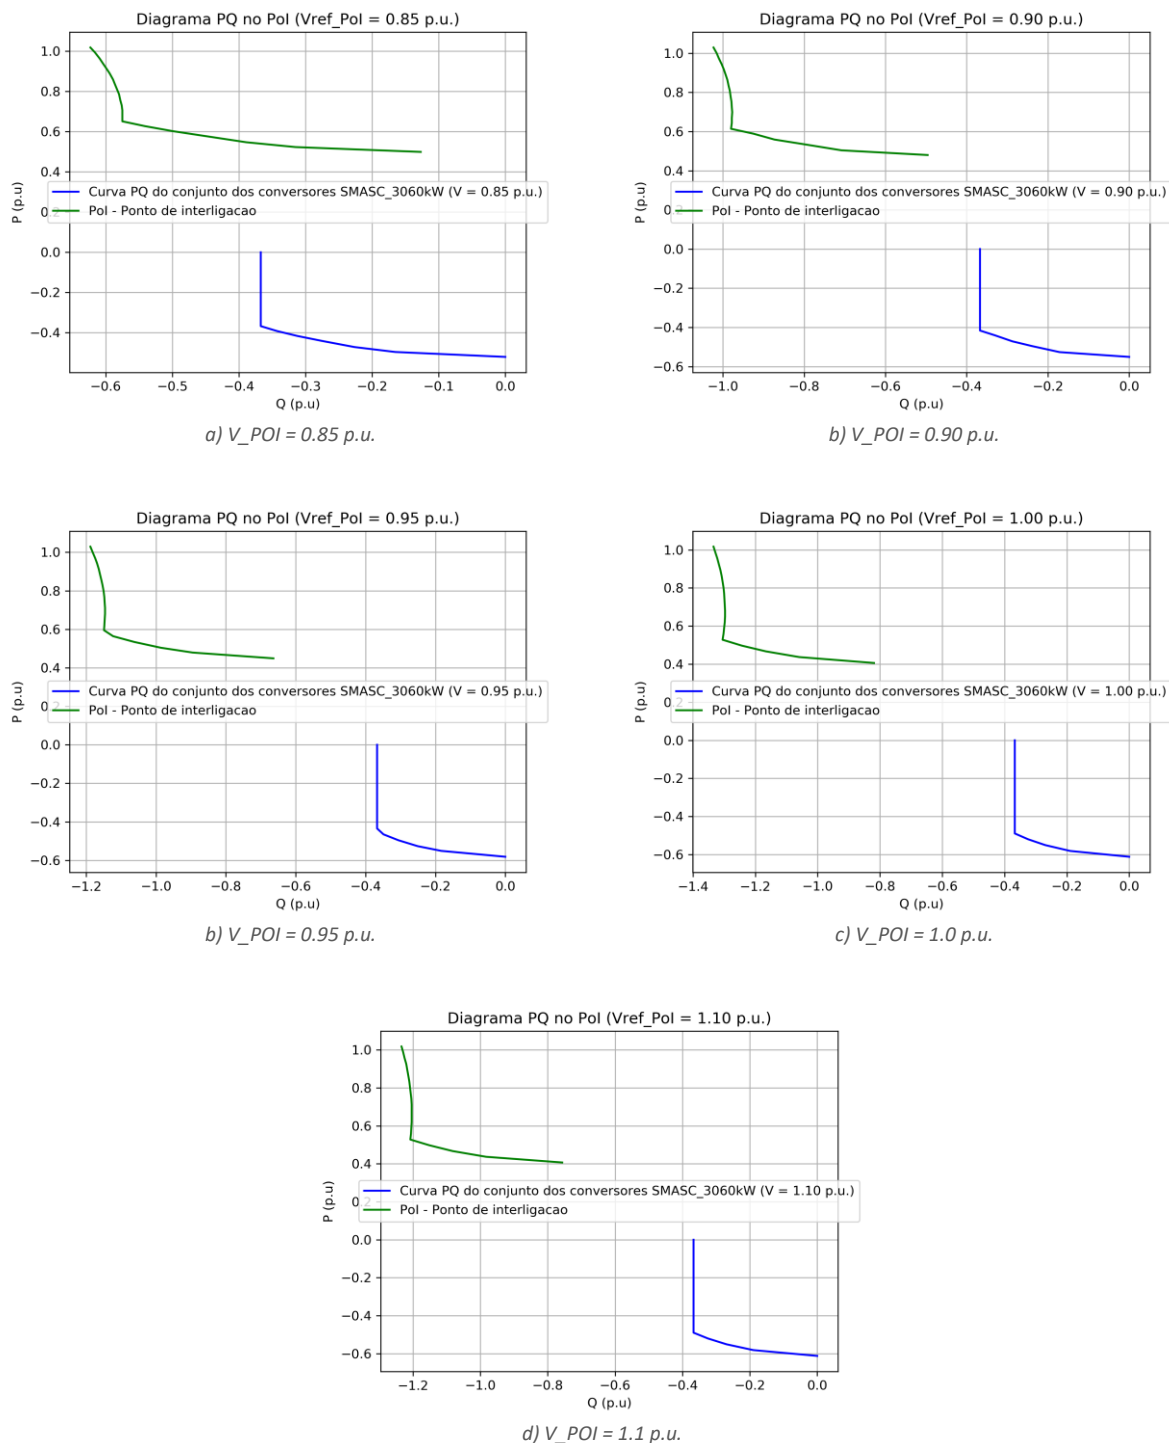 Diagrama PQ no PoI (Vref_PoI = 0.85 p.u.)
1.0
0.8
0.6
0.4
0.2
0.0
−0.2
−0.4
P (p.u)
Curva PQ do conjunto dos conversores SMASC_3060kW (V = 0.85 p.u.)
PoI - Ponto de interligacao
−0.6 −0.5 −0.4 −0.3 −0.2 −0.1 0.0
Q (p.u)
a) V_POI = 0.85 p.u.
Diagrama PQ no PoI (Vref_PoI = 0.90 p.u.)
1.0
0.8
0.6
0.4
0.2
0.0
−0.2
−0.4
−0.6
P (p.u)
Curva PQ do conjunto dos conversores SMASC_3060kW (V = 0.90 p.u.)
PoI - Ponto de interligacao
−1.0 −0.8 −0.6 −0.4 −0.2 0.0
Q (p.u)
b) V_POI = 0.90 p.u.
Diagrama PQ no PoI (Vref_PoI = 0.95 p.u.)
1.0
0.8
0.6
0.4
0.2
0.0
−0.2
−0.4
−0.6
P (p.u)
Curva PQ do conjunto dos conversores SMASC_3060kW (V = 0.95 p.u.)
PoI - Ponto de interligacao
−1.2 −1.0 −0.8 −0.6 −0.4 −0.2 0.0
Q (p.u)
b) V_POI = 0.95 p.u.
Diagrama PQ no PoI (Vref_PoI = 1.00 p.u.)
1.0
0.8
0.6
0.4
0.2
0.0
−0.2
−0.4
−0.6
P (p.u)
Curva PQ do conjunto dos conversores SMASC_3060kW (V = 1.00 p.u.)
PoI - Ponto de interligacao
−1.4 −1.2 −1.0 −0.8 −0.6 −0.4 −0.2 0.0
Q (p.u)
c) V_POI = 1.0 p.u.
Diagrama PQ no PoI (Vref_PoI = 1.10 p.u.)
1.0
0.8
0.6
0.4
0.2
0.0
−0.2
−0.4
−0.6
P (p.u)
Curva PQ do conjunto dos conversores SMASC_3060kW (V = 1.10 p.u.)
PoI - Ponto de interligacao
−1.2 −1.0 −0.8 −0.6 −0.4 −0.2 0.0
Q (p.u)
d) V_POI = 1.1 p.u.